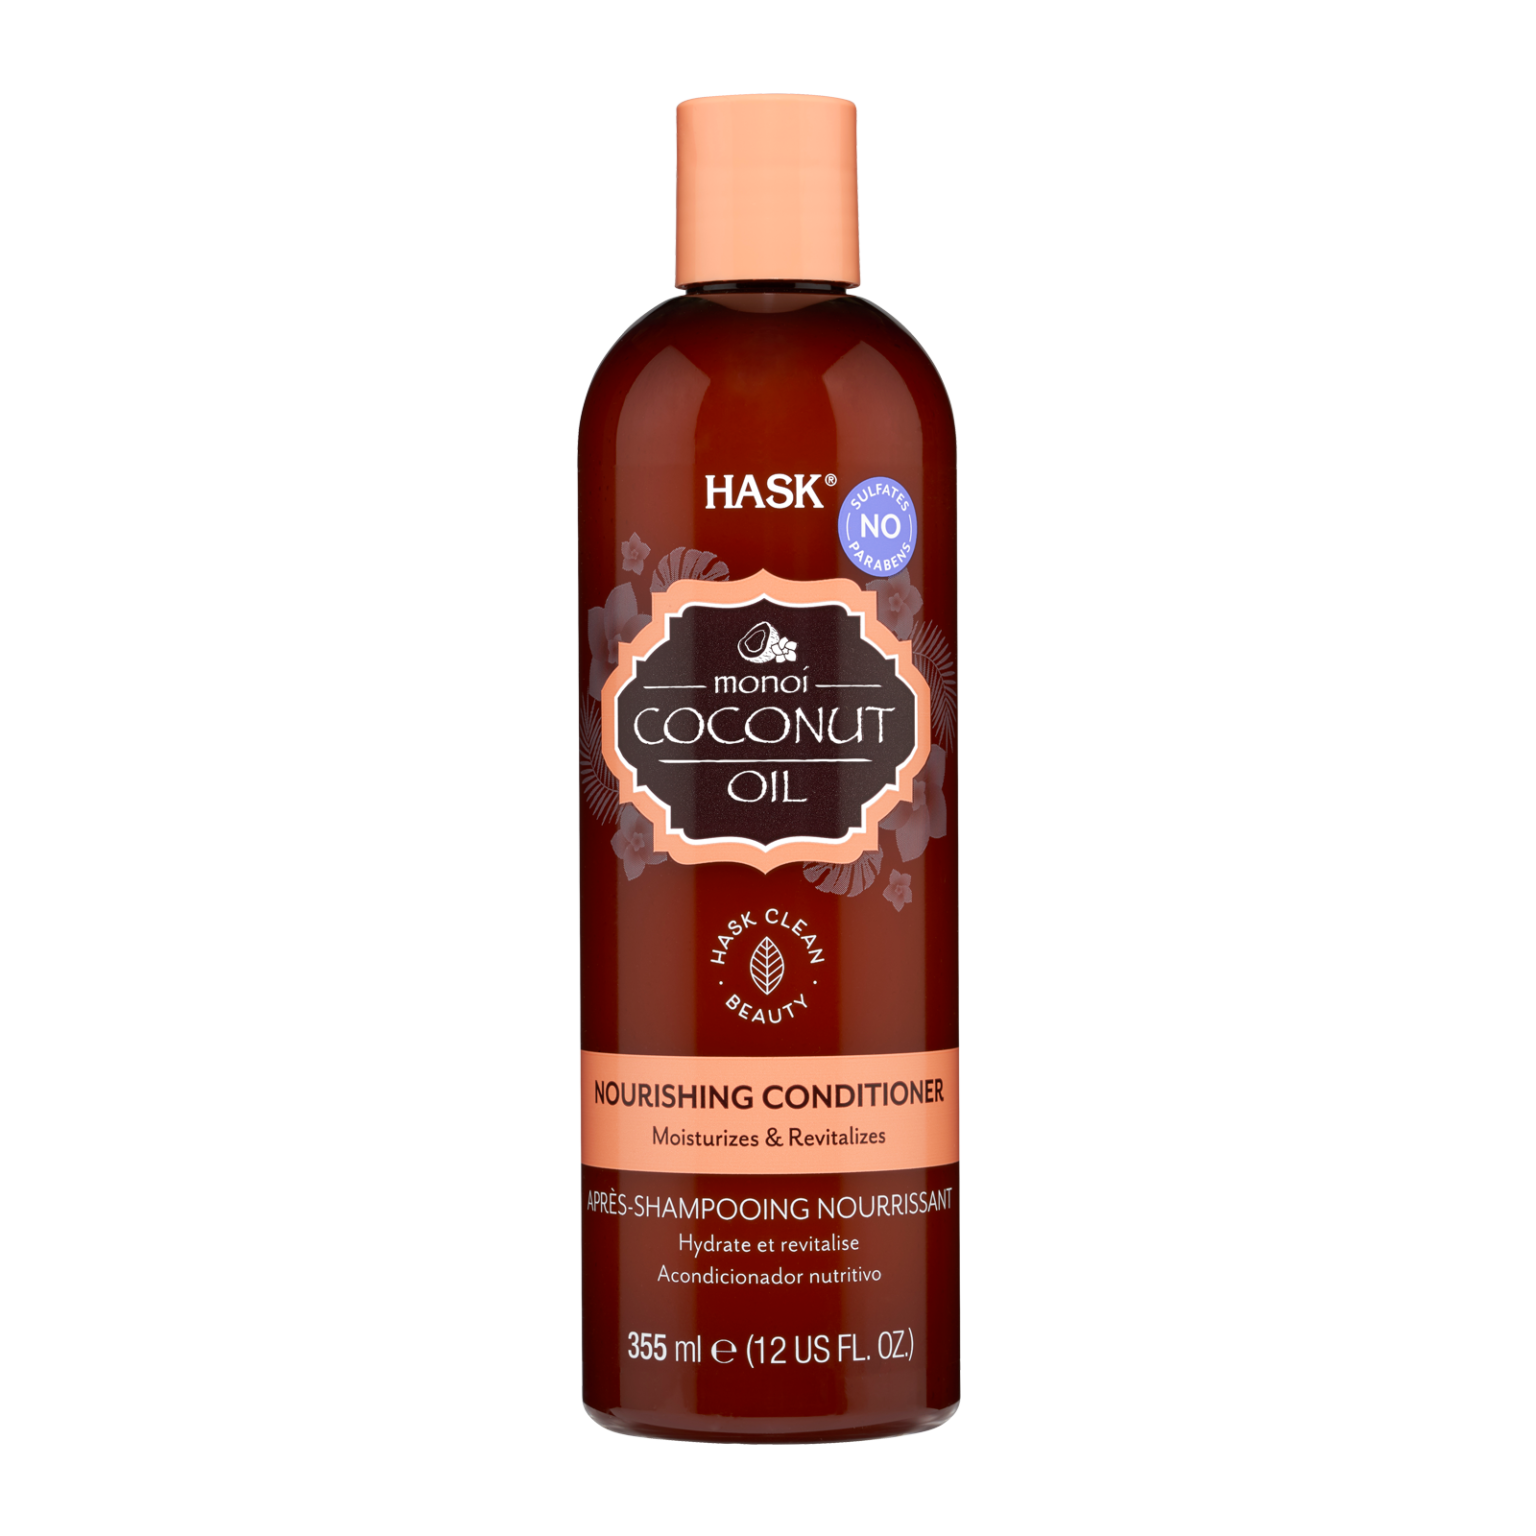 HASK®
SULFATES
NO
PARABENS
monoi
COCONUT
OIL
HASK CLEAN
BEAUTY
NOURISHING CONDITIONER
Moisturizes & Revitalizes
APRÈS-SHAMPOOING NOURRISSANT
Hydrate et revitalise
Acondicionador nutritivo
355 ml ℮ (12 US FL. OZ.)